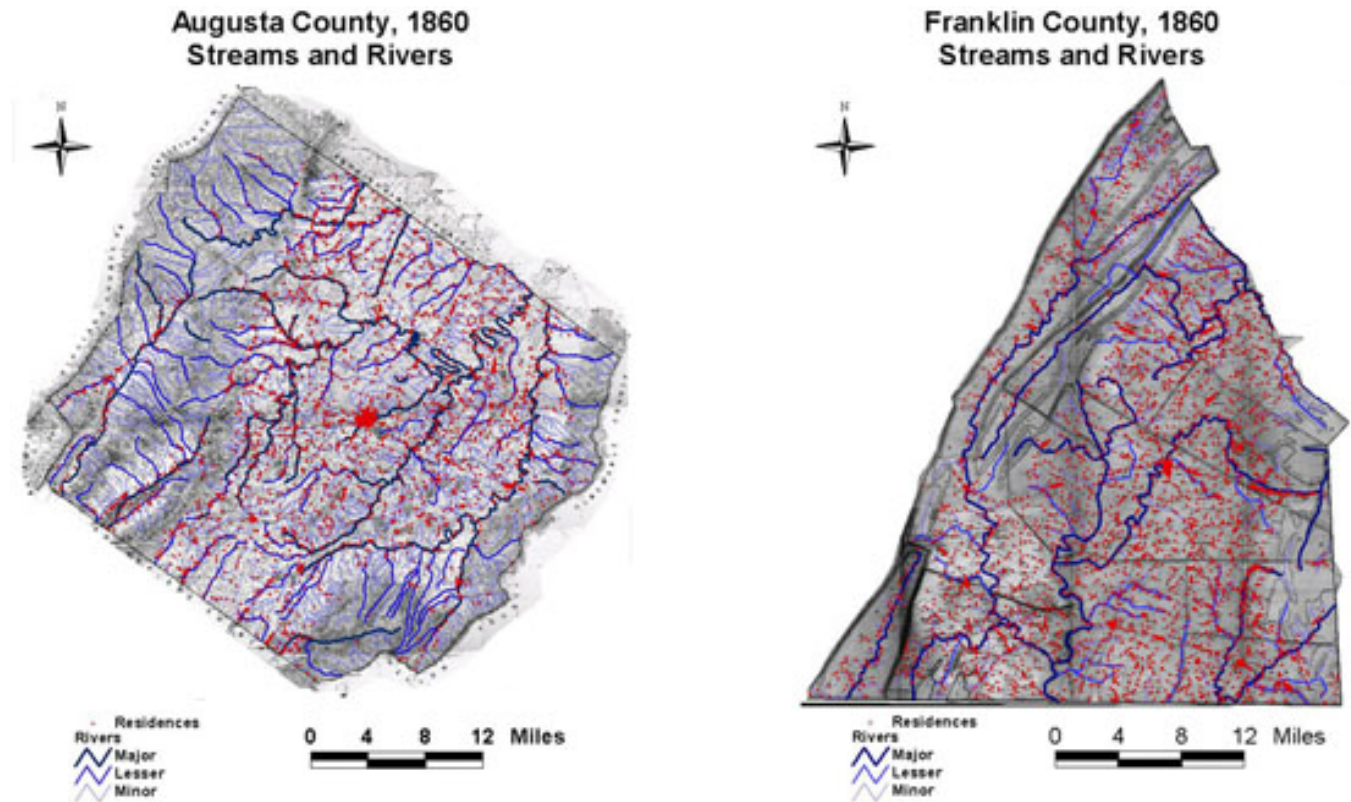 Augusta County, 1860
Streams and Rivers
N
Residences
Rivers
Major
Lesser
Minor
0 4 8 12 Miles
Franklin County, 1860
Streams and Rivers
N
Residences
Rivers
Major
Lesser
Minor
0 4 8 12 Miles